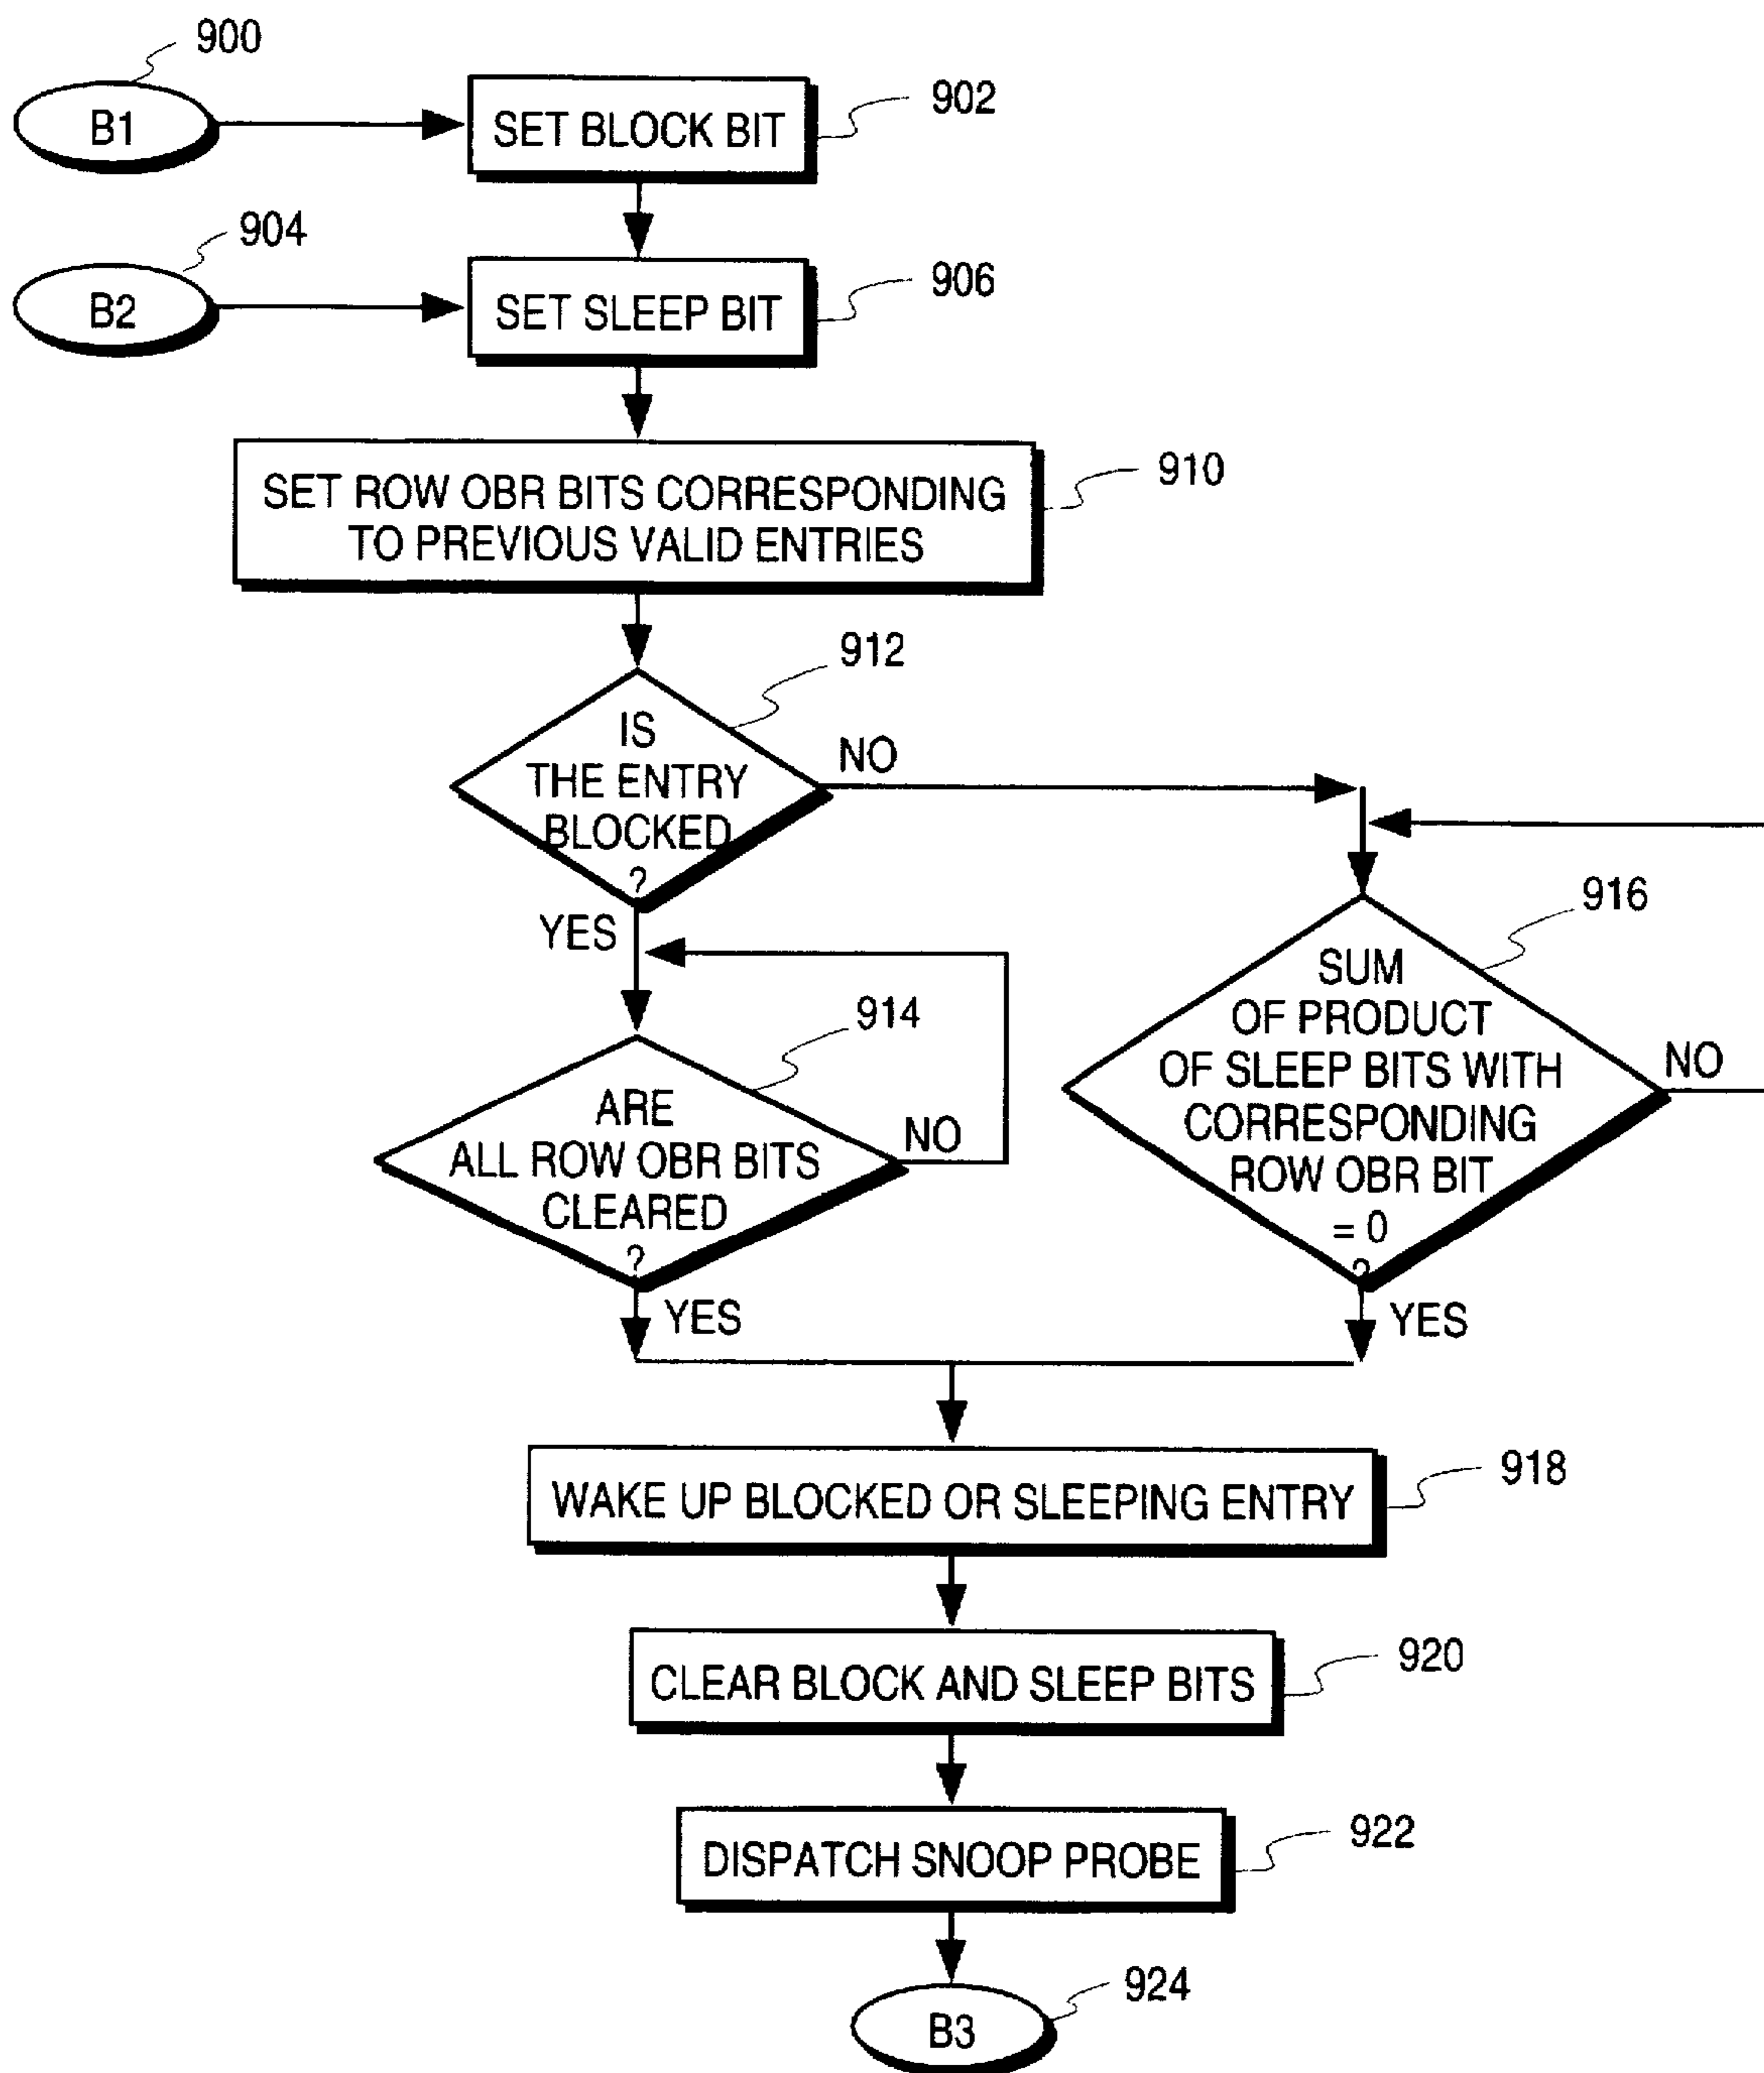 900
B1
SET BLOCK BIT
902
904
B2
SET SLEEP BIT
906
SET ROW OBR BITS CORRESPONDING
TO PREVIOUS VALID ENTRIES
910
912
IS
THE ENTRY
BLOCKED
?
NO
YES
914
ARE
ALL ROW OBR BITS
CLEARED
?
NO
YES
916
SUM
OF PRODUCT
OF SLEEP BITS WITH
CORRESPONDING
ROW OBR BIT
= 0
?
NO
YES
WAKE UP BLOCKED OR SLEEPING ENTRY
918
CLEAR BLOCK AND SLEEP BITS
920
DISPATCH SNOOP PROBE
922
B3
924